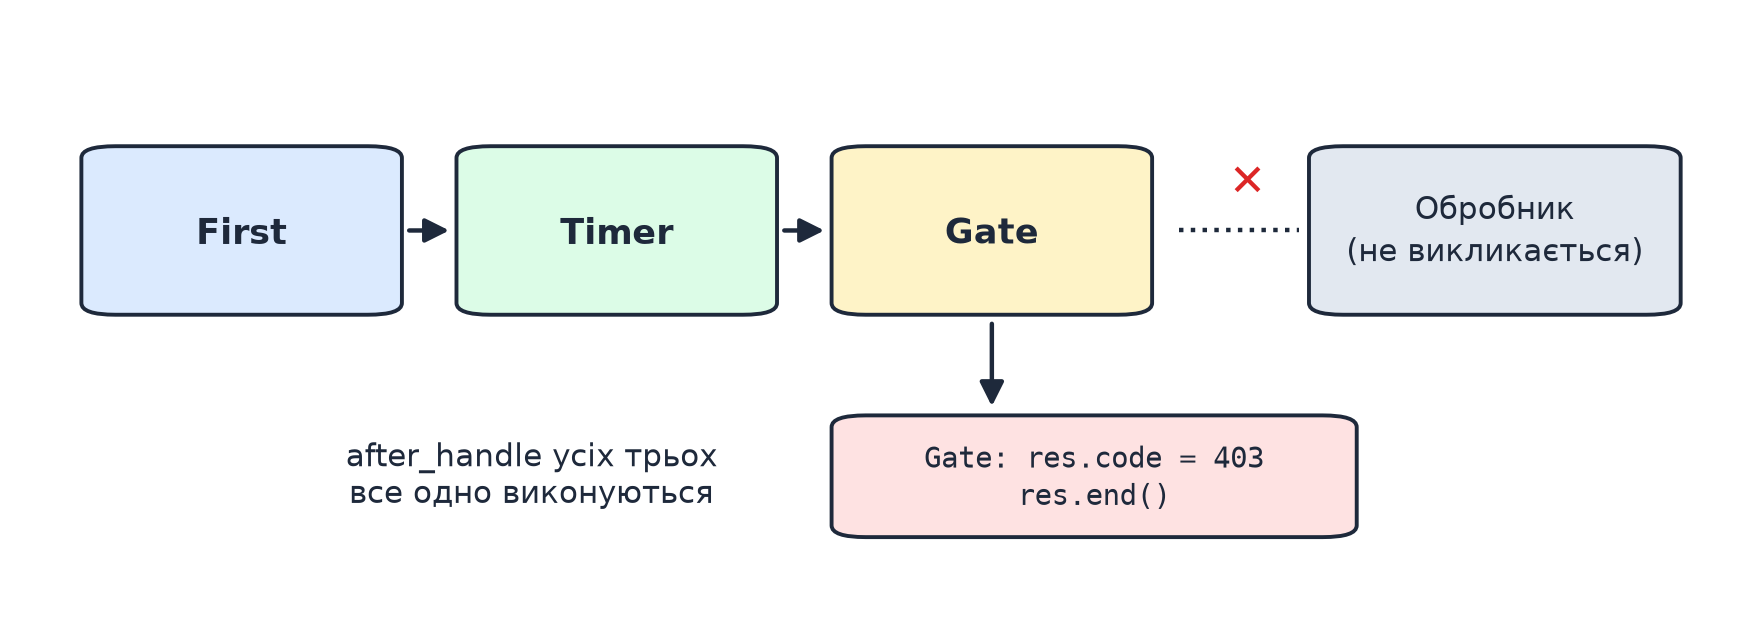 First
Timer
Gate
✕
Обробник
(не викликається)
after_handle усіх трьох
все одно виконуються
Gate: res.code = 403
res.end()